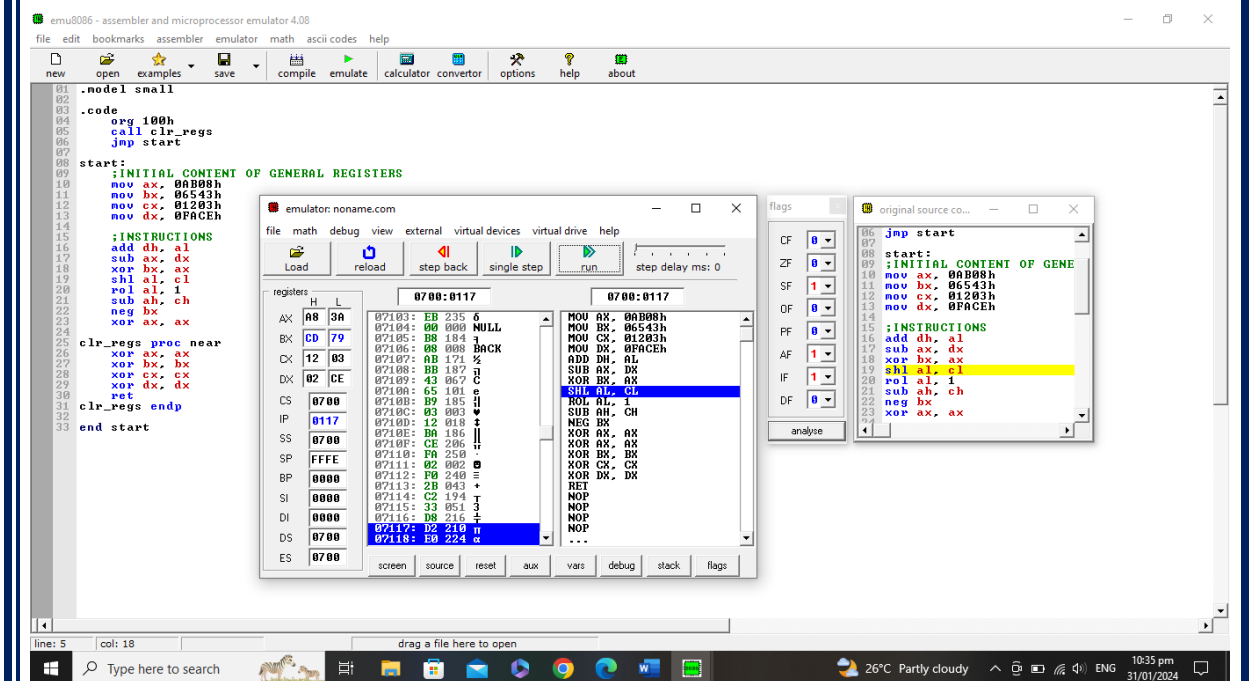 emu8086 - assembler and microprocessor emulator 4.08
file edit bookmarks assembler emulator math ascii codes help
new open examples save compile emulate calculator convertor options help about
01 .model small
02
03 .code
04 org 100h
05 call clr_regs
06 jmp start
07
08 start:
09 ;INITIAL CONTENT OF GENERAL REGISTERS
10 mov ax, 0AB08h
11 mov bx, 06543h
12 mov cx, 01203h
13 mov dx, 0FACEh
14
15 ;INSTRUCTIONS
16 add dh, al
17 sub ax, dx
18 xor bx, ax
19 shl al, cl
20 rol al, 1
21 sub ah, ch
22 neg bx
23 xor ax, ax
24
25 clr_regs proc near
26 xor ax, ax
27 xor bx, bx
28 xor cx, cx
29 xor dx, dx
30 ret
31 clr_regs endp
32
33 end start
emulator: noname.com
file math debug view external virtual devices virtual drive help
Load reload step back single step run step delay ms: 0
registers
H L
AX A8 3A
BX CD 79
CX 12 03
DX 02 CE
CS 0700
IP 0117
SS 0700
SP FFFE
BP 0000
SI 0000
DI 0000
DS 0700
ES 0700
0700:0117
07103: EB 235 δ
07104: 00 000 NULL
07105: B8 184 ╕
07106: 08 008 BACK
07107: AB 171 ½
07108: BB 187 ╗
07109: 43 067 C
0710A: 65 101 e
0710B: B9 185 ╣
0710C: 03 003 ♥
0710D: 12 018 ↕
0710E: BA 186 ║
0710F: CE 206 ╬
07110: FA 250 ·
07111: 02 002 ☻
07112: F0 240 ≡
07113: 2B 043 +
07114: C2 194 ┬
07115: 33 051 3
07116: D8 216 ╪
07117: D2 210 ╥
07118: E0 224 α
0700:0117
MOV AX, 0AB08h
MOV BX, 06543h
MOV CX, 01203h
MOV DX, 0FACEh
ADD DH, AL
SUB AX, DX
XOR BX, AX
SHL AL, CL
ROL AL, 1
SUB AH, CH
NEG BX
XOR AX, AX
XOR AX, AX
XOR BX, BX
XOR CX, CX
XOR DX, DX
RET
NOP
NOP
NOP
NOP
...
screen source reset aux vars debug stack flags
flags
CF 0
ZF 0
SF 1
OF 0
PF 0
AF 1
IF 1
DF 0
analyse
original source co...
06 jmp start
07
08 start:
09 ;INITIAL CONTENT OF GENE
10 mov ax, 0AB08h
11 mov bx, 06543h
12 mov cx, 01203h
13 mov dx, 0FACEh
14
15 ;INSTRUCTIONS
16 add dh, al
17 sub ax, dx
18 xor bx, ax
19 shl al, cl
20 rol al, 1
21 sub ah, ch
22 neg bx
23 xor ax, ax
line: 5 col: 18 drag a file here to open
Type here to search
26°C Partly cloudy ENG 10:35 pm
31/01/2024